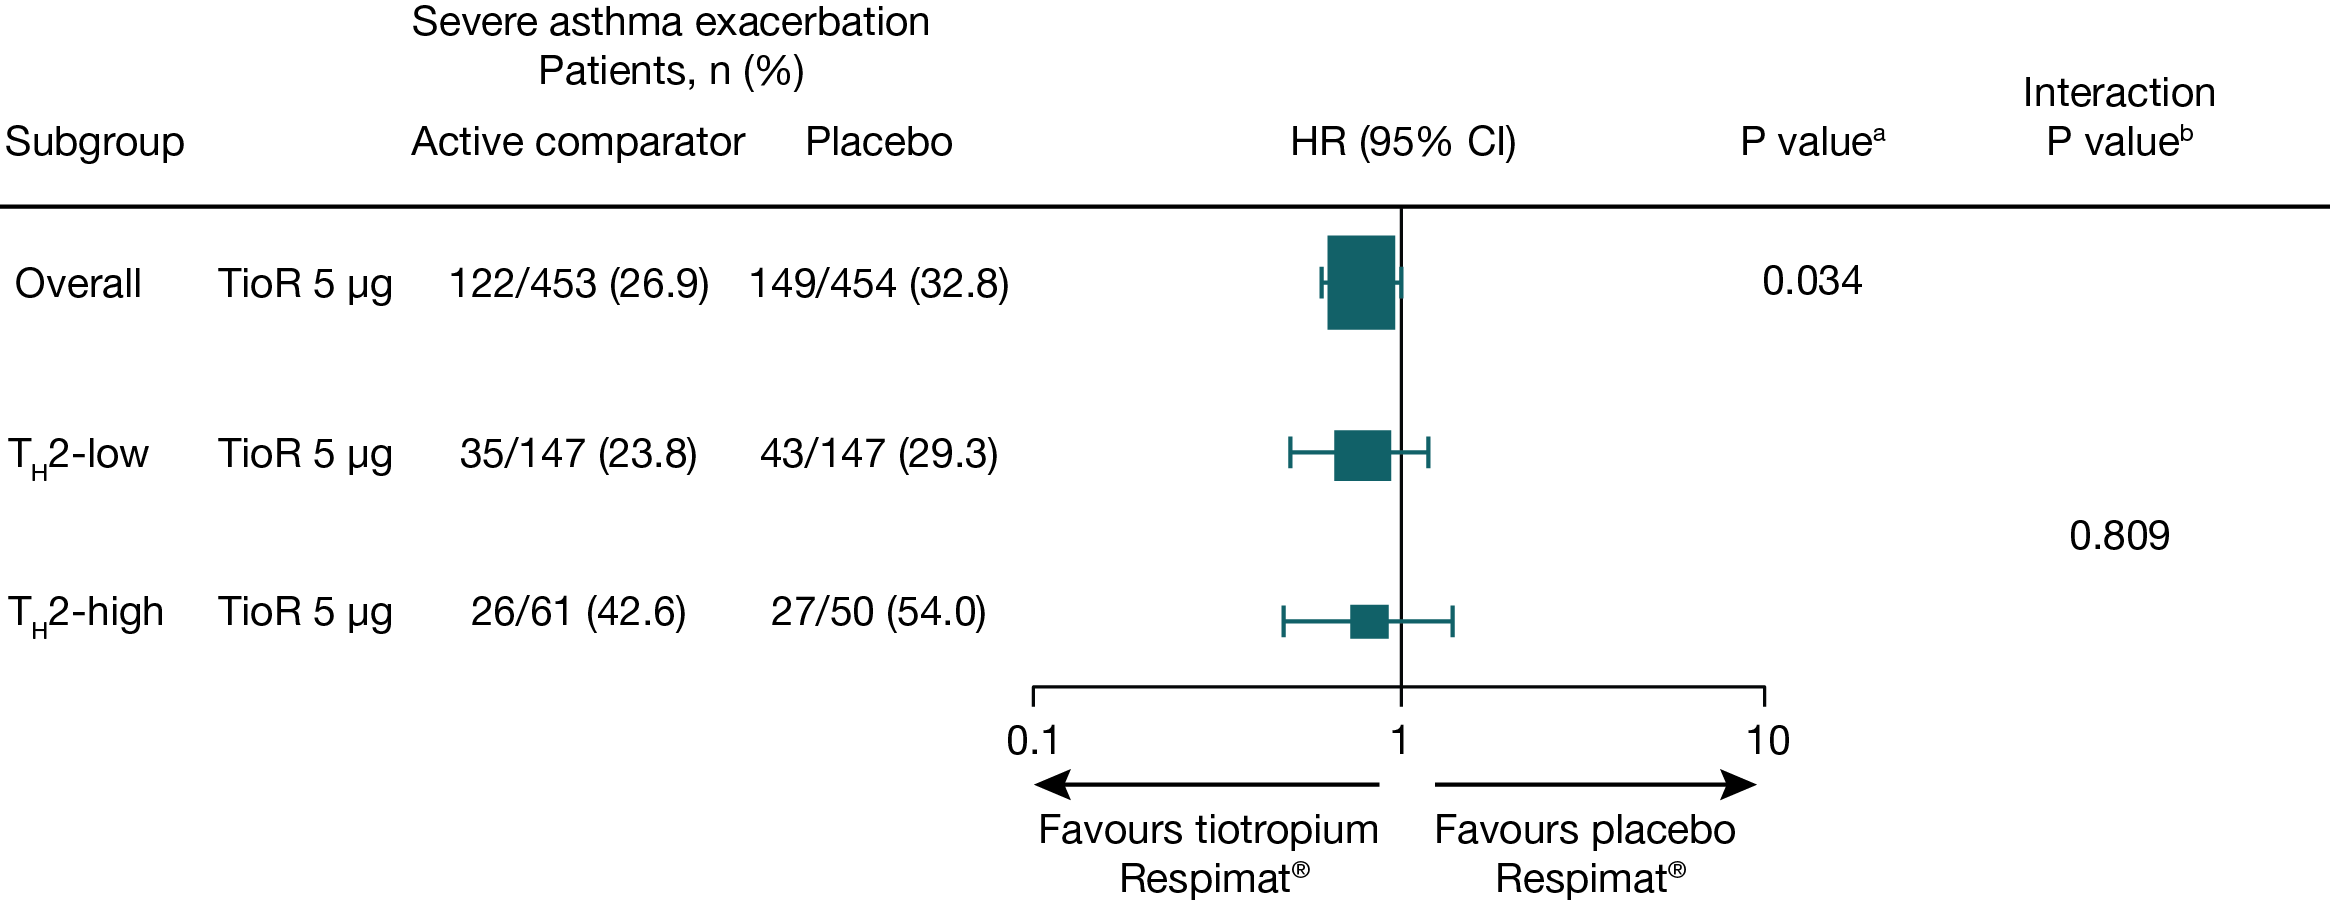 Severe asthma exacerbation
Patients, n (%)
Interaction
Subgroup Active comparator Placebo HR (95% CI) P valueᵃ P valueᵇ
Overall TioR 5 µg 122/453 (26.9) 149/454 (32.8) 0.034
TH2-low TioR 5 µg 35/147 (23.8) 43/147 (29.3)
0.809
TH2-high TioR 5 µg 26/61 (42.6) 27/50 (54.0)
0.1 1 10
Favours tiotropium Favours placebo
Respimat® Respimat®